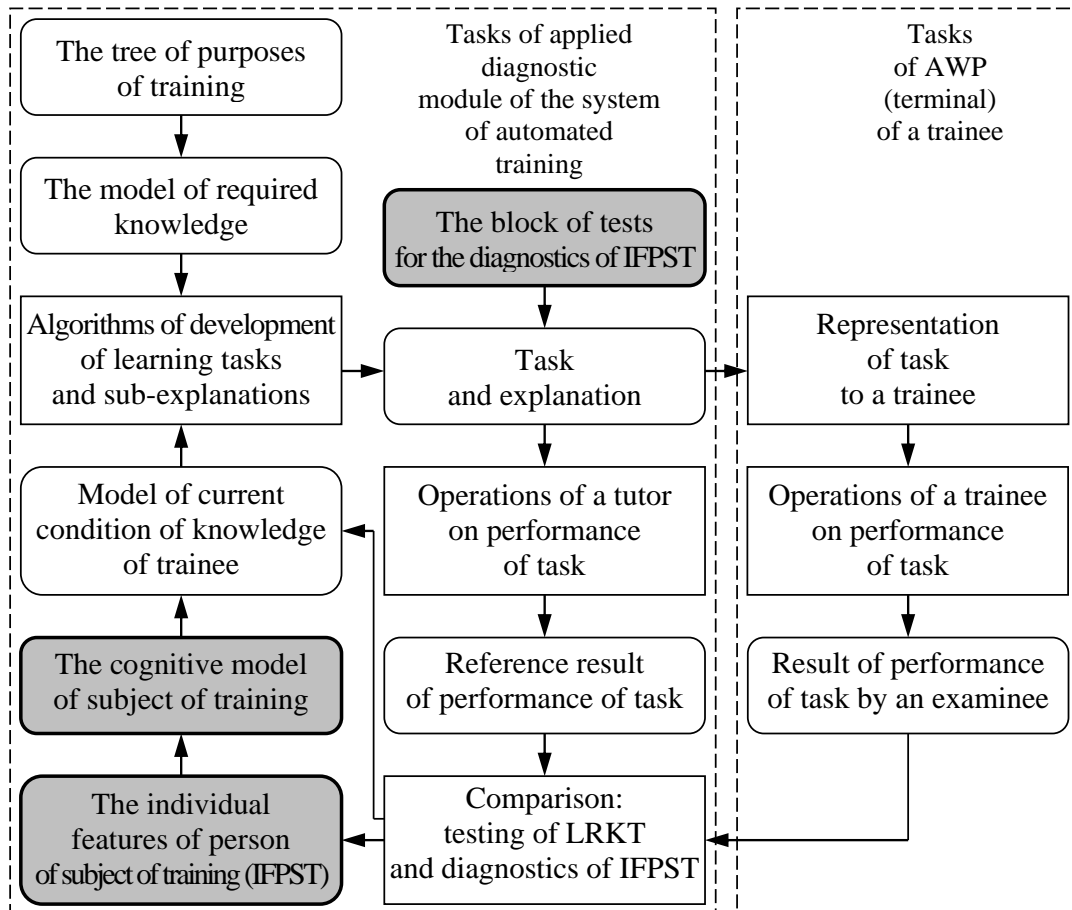 The tree of purposes
of training
The model of required
knowledge
Algorithms of development
of learning tasks
and sub-explanations
Model of current
condition of knowledge
of trainee
The cognitive model
of subject of training
The individual
features of person
of subject of training (IFPST)
Tasks of applied
diagnostic
module of the system
of automated
training
The block of tests
for the diagnostics of IFPST
Task
and explanation
Operations of a tutor
on performance
of task
Reference result
of performance of task
Comparison:
testing of LRKT
and diagnostics of IFPST
Tasks
of AWP
(terminal)
of a trainee
Representation
of task
to a trainee
Operations of a trainee
on performance
of task
Result of performance
of task by an examinee